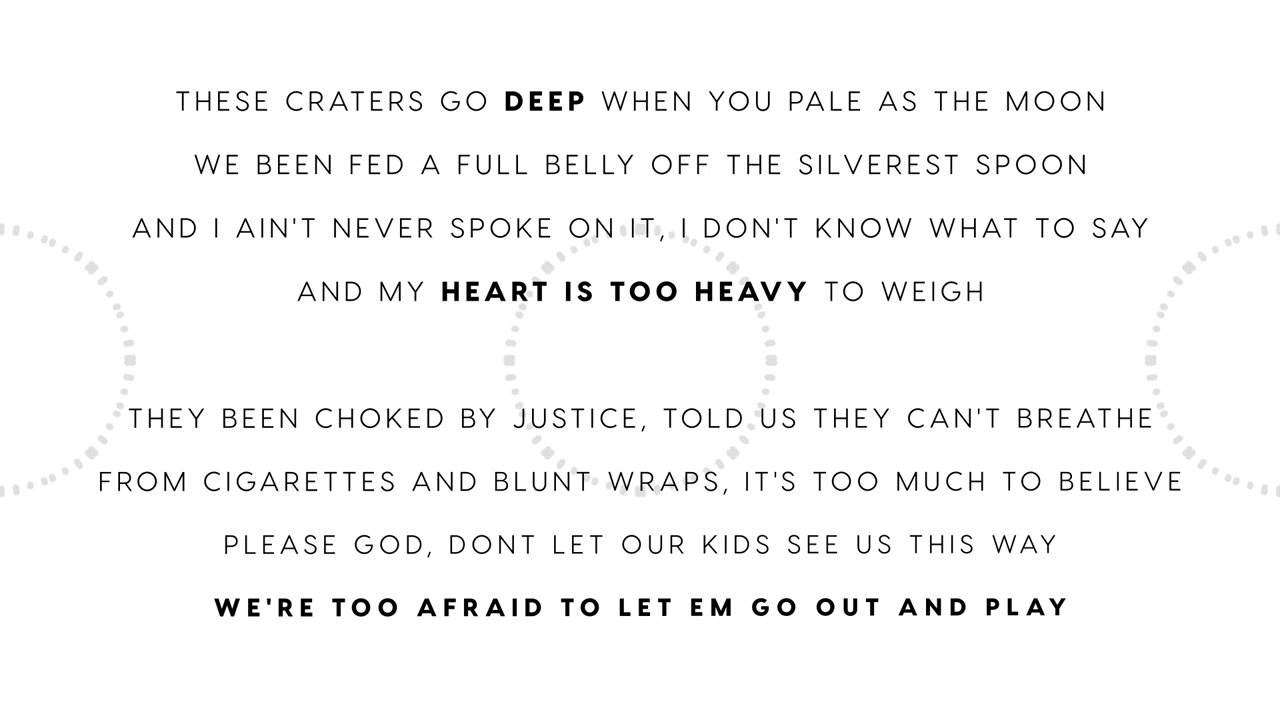 THESE CRATERS GO DEEP WHEN YOU PALE AS THE MOON
WE BEEN FED A FULL BELLY OFF THE SILVEREST SPOON
AND I AIN'T NEVER SPOKE ON IT, I DON'T KNOW WHAT TO SAY
AND MY HEART IS TOO HEAVY TO WEIGH
THEY BEEN CHOKED BY JUSTICE, TOLD US THEY CAN'T BREATHE
FROM CIGARETTES AND BLUNT WRAPS, IT'S TOO MUCH TO BELIEVE
PLEASE GOD, DONT LET OUR KIDS SEE US THIS WAY
WE'RE TOO AFRAID TO LET EM GO OUT AND PLAY